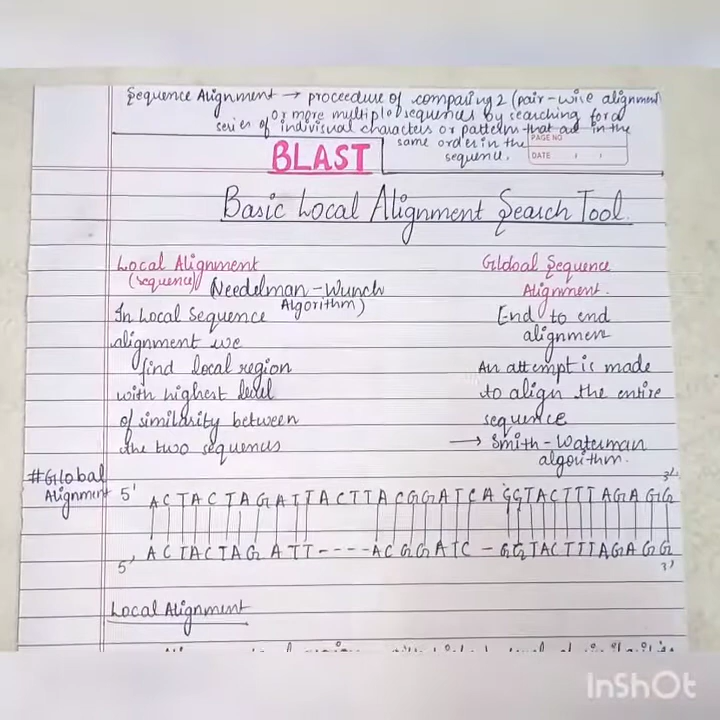 Sequence Alignment → proceedure of comparing 2 (pair-wise alignment)
or more multiple sequences by searching for a
series of indivisual characters or pattern that are in the
same order in the
sequence.
PAGE NO
DATE / /
BLAST
Basic Local Alignment Search Tool.
Local Alignment
(sequence) (Needelman-Wunch
Algorithm)
In Local Sequence
alignment we
find local region
with highest level
of similarity between
the two sequences
Gldoal Sequence
Alignment.
End to end
alignment
An attempt is made
to align the entire
sequence
→ Smith-Waterman
algorithm.
#Global
Alignment
5' ACTACTAGATTACTTACGGATCAGGTACTTTAGAGG 3'
5' ACTACTAGATT----ACGGATC-GGTACTTTAGAGG 3'
Local Alignment
InShOt